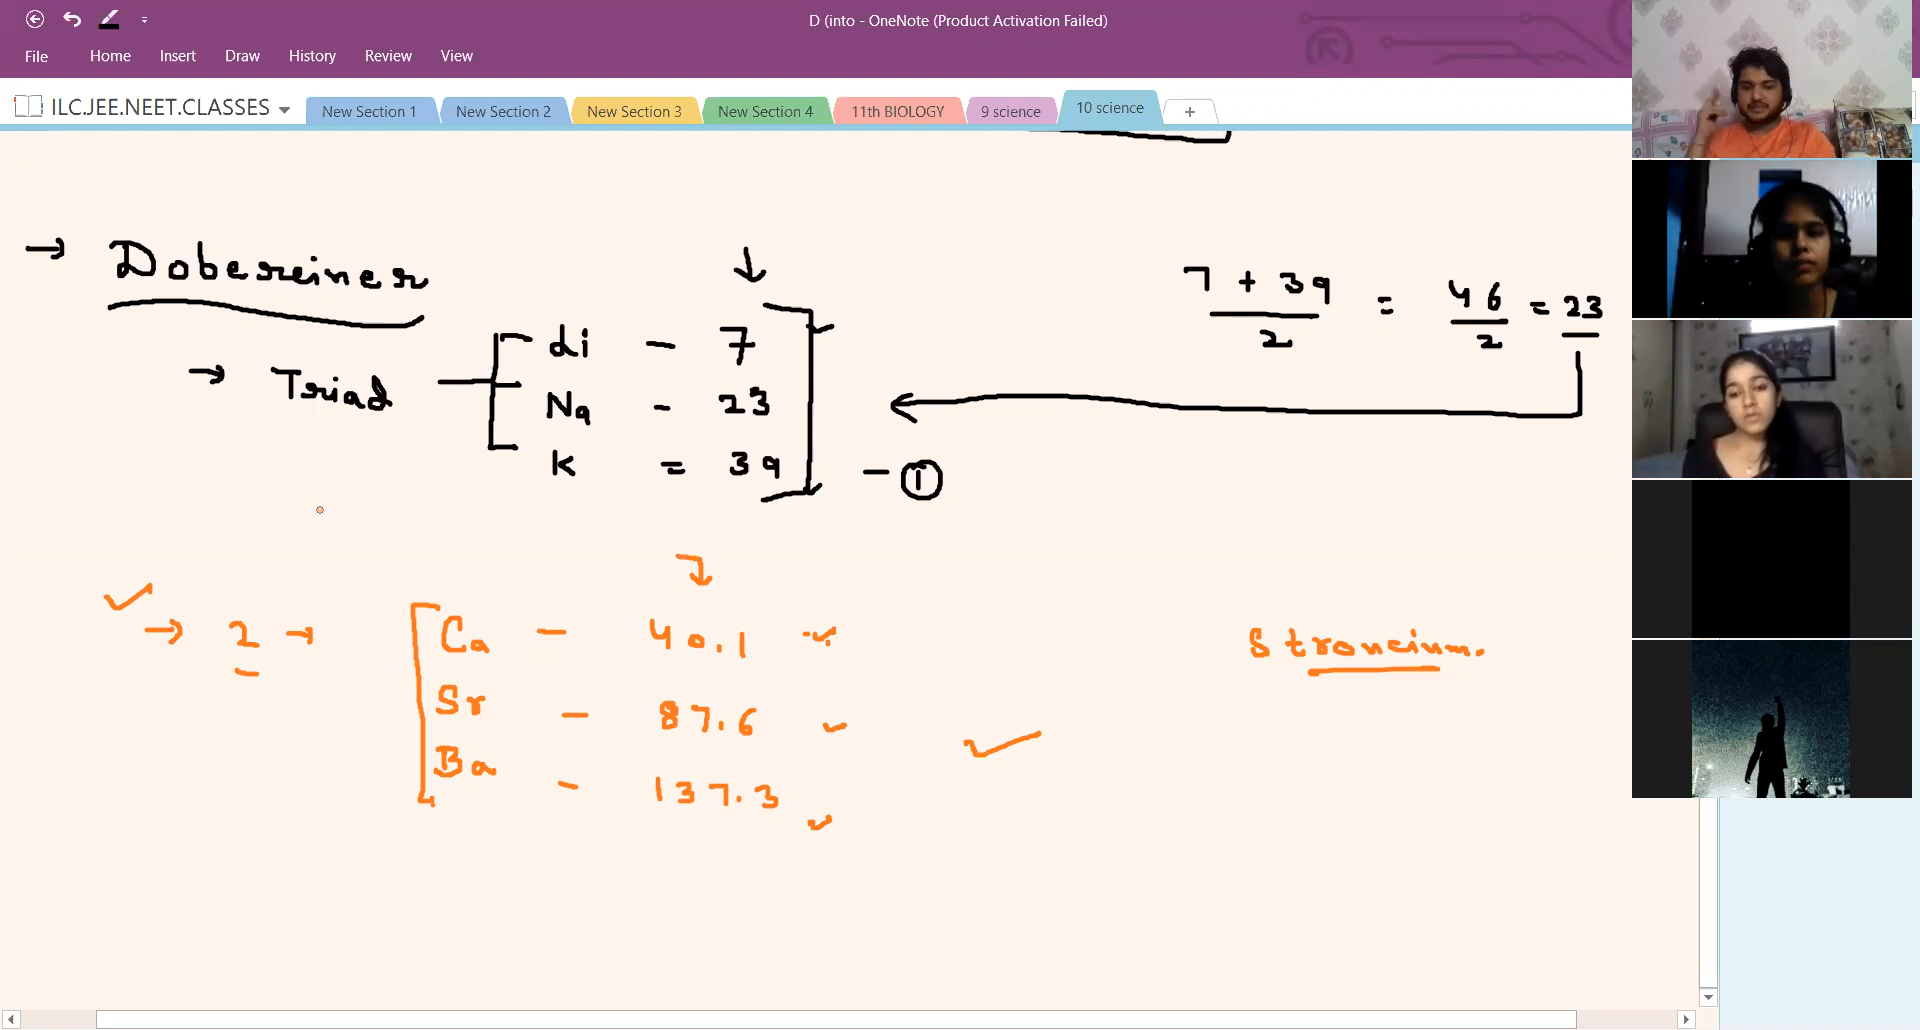 D (into - OneNote (Product Activation Failed)
File Home Insert Draw History Review View
ILC.JEE.NEET.CLASSES New Section 1 New Section 2 New Section 3 New Section 4 11th BIOLOGY 9 science 10 science +
→ Dobereiner
→ Triad
Li - 7
Na - 23
K = 39 - ①
7 + 39 / 2 = 46 / 2 = 23
→ 2 →
Ca - 40.1
Sr - 87.6
Ba - 137.3
Stroncium.